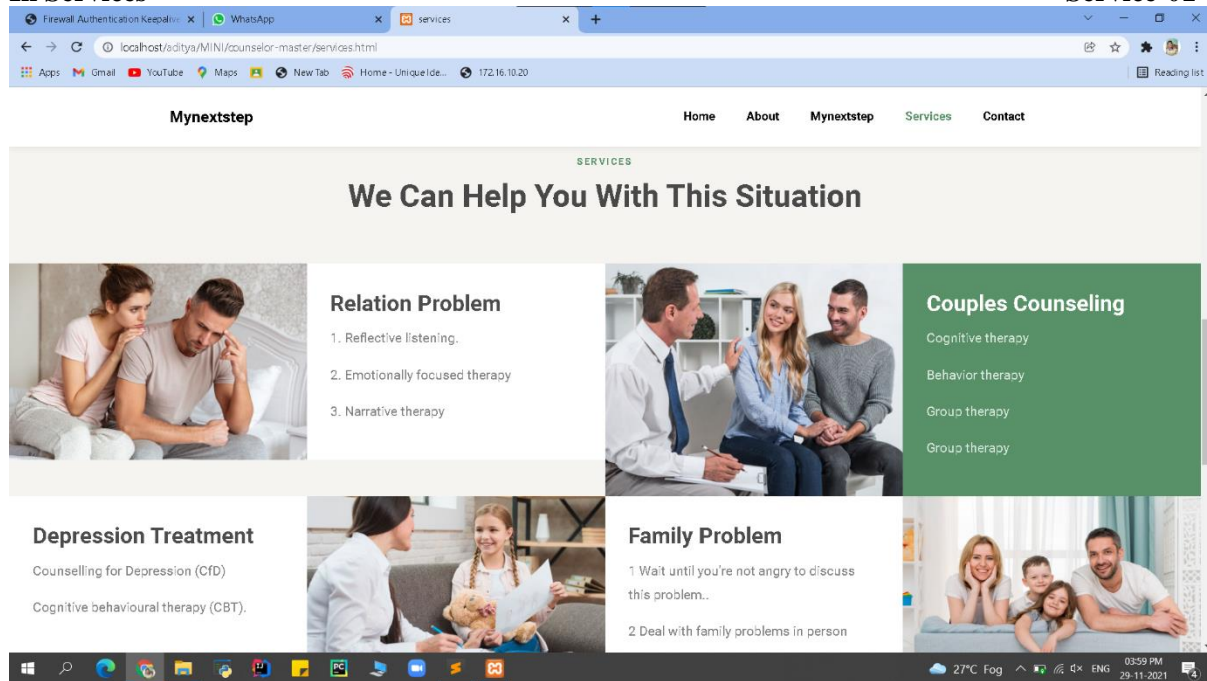 Firewall Authentication Keepalive
WhatsApp
services
localhost/aditya/MINI/counselor-master/services.html
Apps
Gmail
YouTube
Maps
New Tab
Home - Unique Ide...
172.16.10.20
Reading list
Mynextstep
Home
About
Mynextstep
Services
Contact
SERVICES
We Can Help You With This Situation
Relation Problem
1. Reflective listening.
2. Emotionally focused therapy
3. Narrative therapy
Couples Counseling
Cognitive therapy
Behavior therapy
Group therapy
Group therapy
Depression Treatment
Counselling for Depression (CfD)
Cognitive behavioural therapy (CBT).
Family Problem
1 Wait until you're not angry to discuss
this problem..
2 Deal with family problems in person
27°C Fog
ENG
03:59 PM
29-11-2021